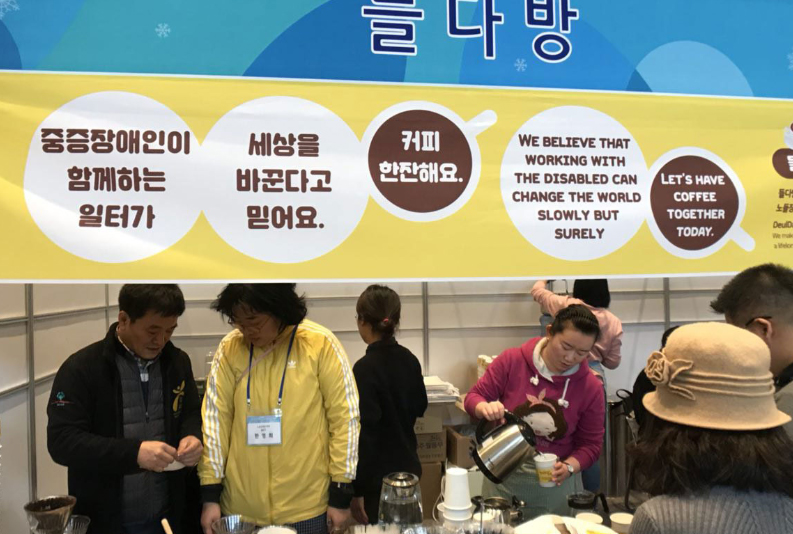 들다방
중증장애인이
함께하는
일터가
세상을
바꾼다고
믿어요.
커피
한잔해요.
WE BELIEVE THAT
WORKING WITH
THE DISABLED CAN
CHANGE THE WORLD
SLOWLY BUT
SURELY
LET'S HAVE
COFFEE
TOGETHER
TODAY.